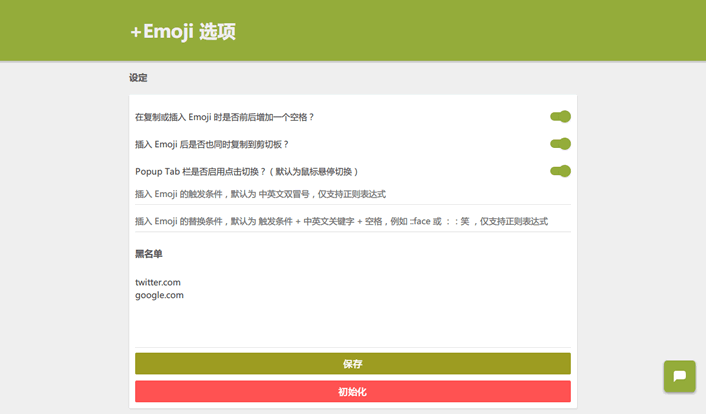 +Emoji 选项
设定
在复制或插入 Emoji 时是否前后增加一个空格？
插入 Emoji 后是否也同时复制到剪切板？
Popup Tab 栏是否启用点击切换？( 默认为鼠标悬停切换 )
插入 Emoji 的触发条件，默认为 中英文双冒号，仅支持正则表达式
插入 Emoji 的替换条件，默认为 触发条件 + 中英文关键字 + 空格，例如 ::face 或 ：：笑 ，仅支持正则表达式
黑名单
twitter.com
google.com
保存
初始化